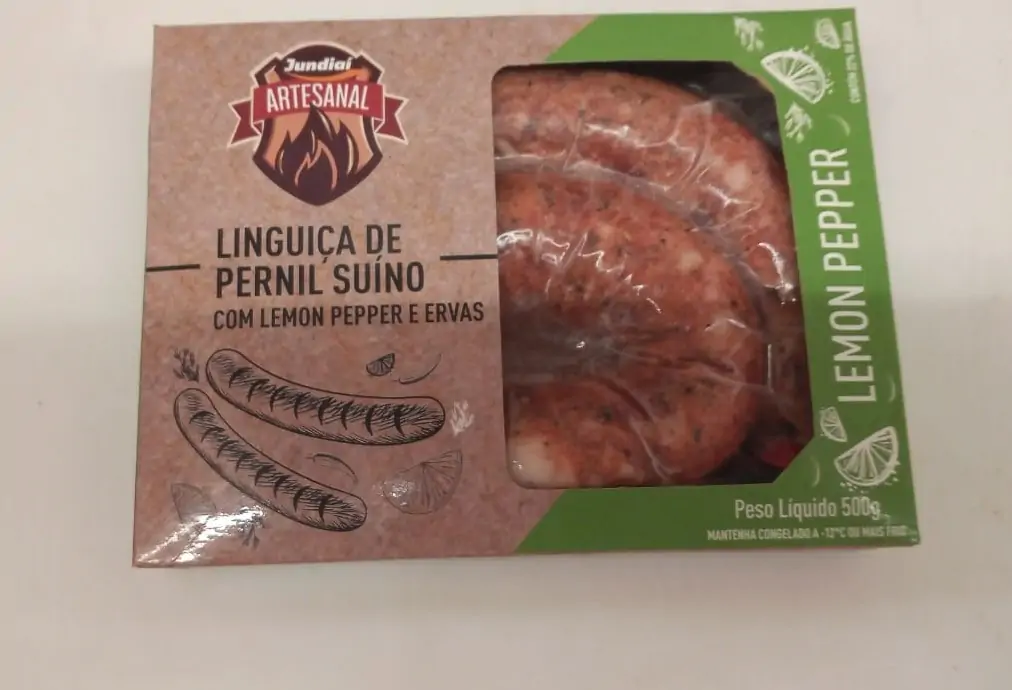 Jundiaí
ARTESANAL
LINGUIÇA DE
PERNIL SUÍNO
COM LEMON PEPPER E ERVAS
LEMON PEPPER
Peso Líquido 500g
MANTENHA CONGELADO A -12°C OU MAIS FRIO